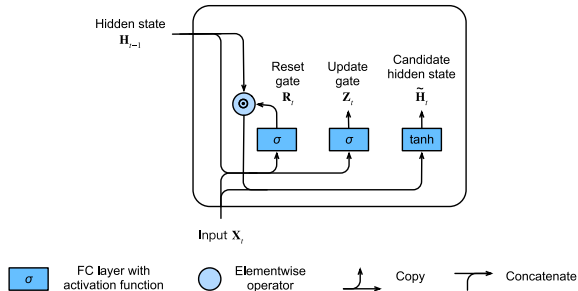 Hidden state
H_{t-1}
Reset
gate
R_t
Update
gate
Z_t
Candidate
hidden state
H̃_t
σ
σ
tanh
Input X_t
σ
FC layer with
activation function
Elementwise
operator
Copy
Concatenate